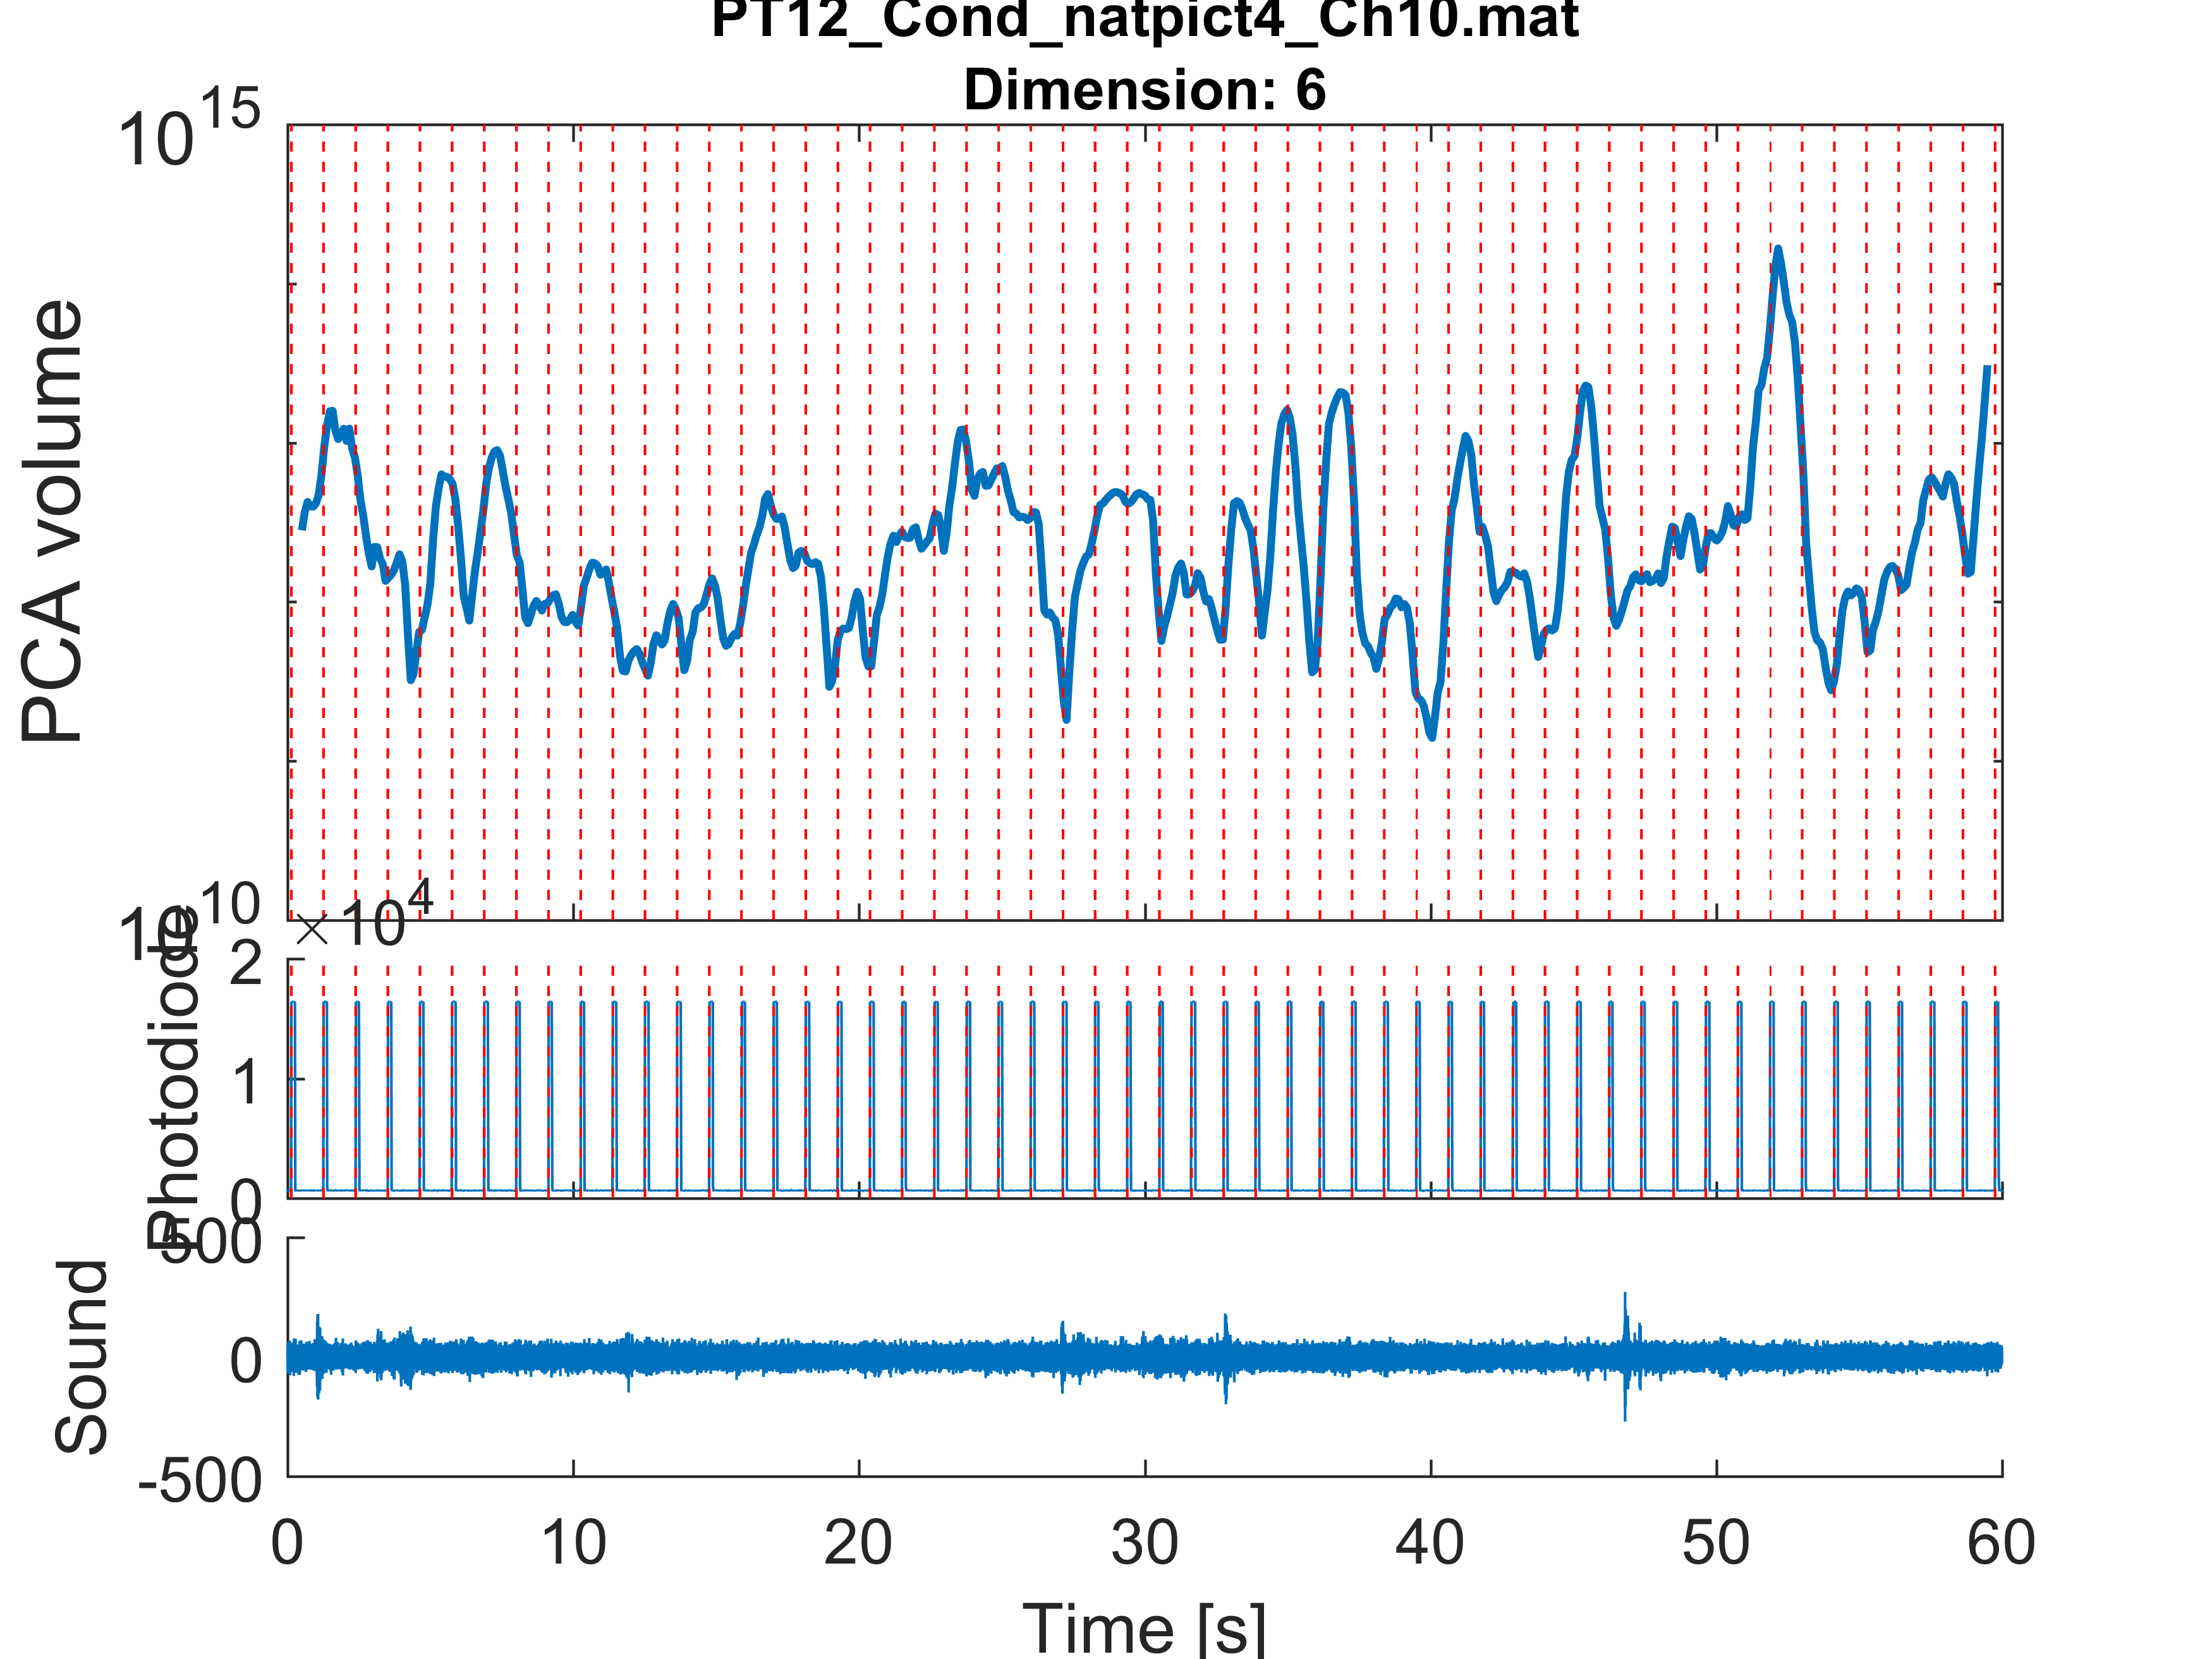 PT12_Cond_natpict4_Ch10.mat
Dimension: 6
10^15
PCA volume
10^10
× 10^4
Photodiode
2
1
0
Sound
500
0
-500
0 10 20 30 40 50 60
Time [s]